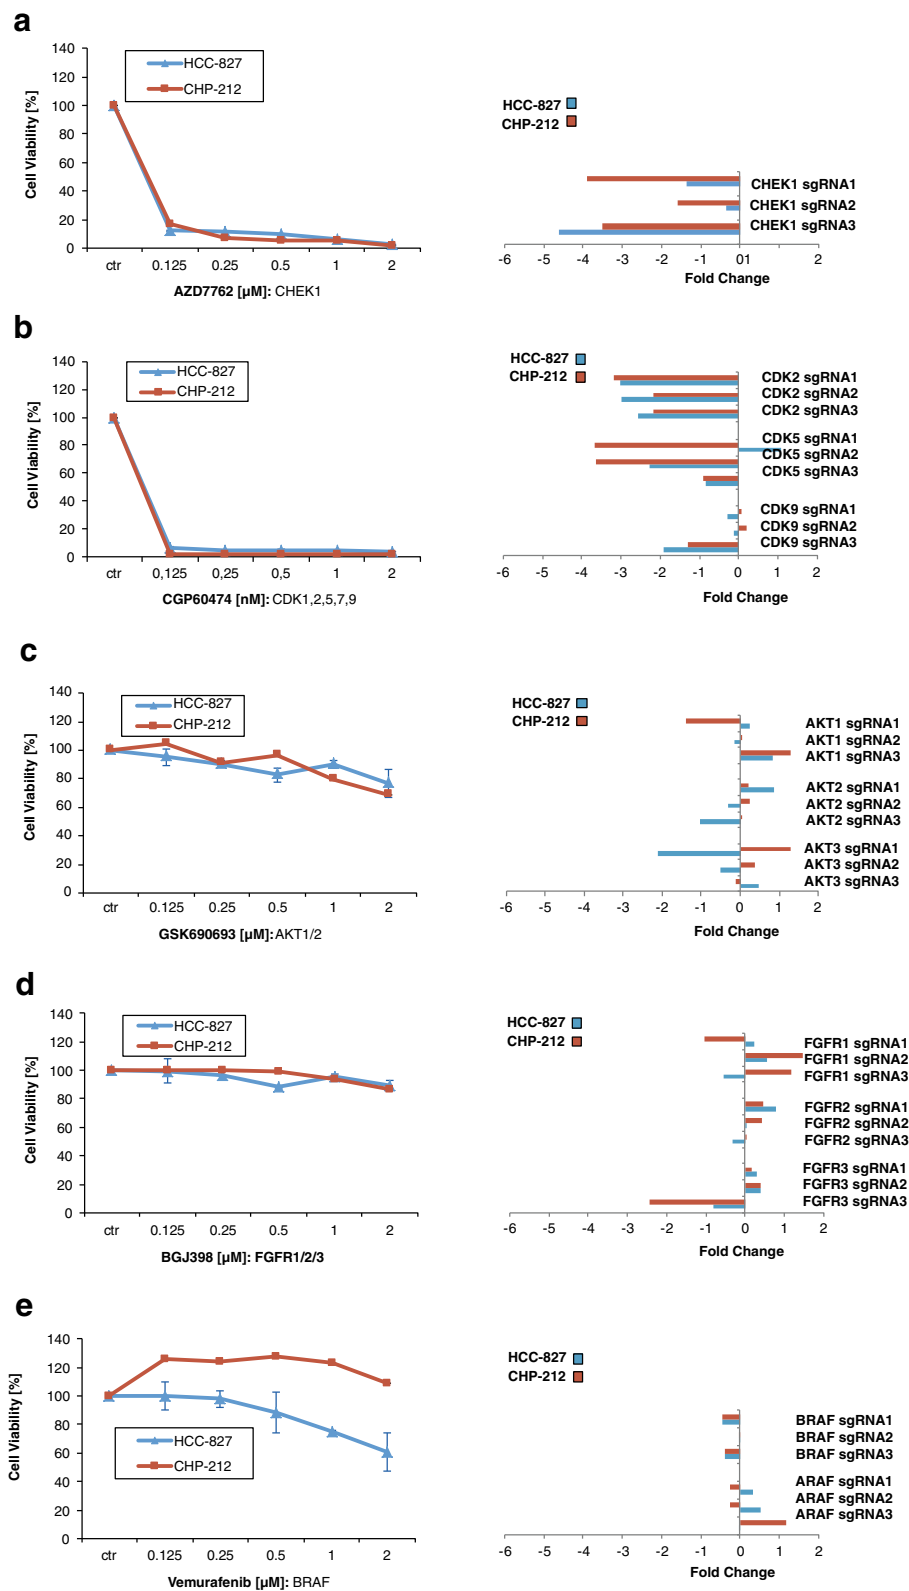 a
140
120
100
80
60
40
20
0
Cell Viability [%]
HCC-827
CHP-212
ctr 0.125 0.25 0.5 1 2
AZD7762 [µM]: CHEK1
HCC-827
CHP-212
CHEK1 sgRNA1
CHEK1 sgRNA2
CHEK1 sgRNA3
-6 -5 -4 -3 -2 -1 -0 01 2
Fold Change
b
140
120
100
80
60
40
20
0
Cell Viability [%]
HCC-827
CHP-212
ctr 0,125 0,25 0,5 1 2
CGP60474 [nM]: CDK1,2,5,7,9
HCC-827
CHP-212
CDK2 sgRNA1
CDK2 sgRNA2
CDK2 sgRNA3
CDK5 sgRNA1
CDK5 sgRNA2
CDK5 sgRNA3
CDK9 sgRNA1
CDK9 sgRNA2
CDK9 sgRNA3
-6 -5 -4 -3 -2 -1 0 1 2
Fold Change
c
140
120
100
80
60
40
20
0
Cell Viability [%]
HCC-827
CHP-212
ctr 0.125 0.25 0.5 1 2
GSK690693 [µM]: AKT1/2
HCC-827
CHP-212
AKT1 sgRNA1
AKT1 sgRNA2
AKT1 sgRNA3
AKT2 sgRNA1
AKT2 sgRNA2
AKT2 sgRNA3
AKT3 sgRNA1
AKT3 sgRNA2
AKT3 sgRNA3
-6 -5 -4 -3 -2 -1 0 1 2
Fold Change
d
140
120
100
80
60
40
20
0
Cell Viability [%]
HCC-827
CHP-212
ctr 0.125 0.25 0.5 1 2
BGJ398 [µM]: FGFR1/2/3
HCC-827
CHP-212
FGFR1 sgRNA1
FGFR1 sgRNA2
FGFR1 sgRNA3
FGFR2 sgRNA1
FGFR2 sgRNA2
FGFR2 sgRNA3
FGFR3 sgRNA1
FGFR3 sgRNA2
FGFR3 sgRNA3
-6 -5 -4 -3 -2 -1 0 1 2
Fold Change
e
140
120
100
80
60
40
20
0
Cell Viability [%]
HCC-827
CHP-212
ctr 0.125 0.25 0.5 1 2
Vemurafenib [µM]: BRAF
HCC-827
CHP-212
BRAF sgRNA1
BRAF sgRNA2
BRAF sgRNA3
ARAF sgRNA1
ARAF sgRNA2
ARAF sgRNA3
-6 -5 -4 -3 -2 -1 0 1 2
Fold Change